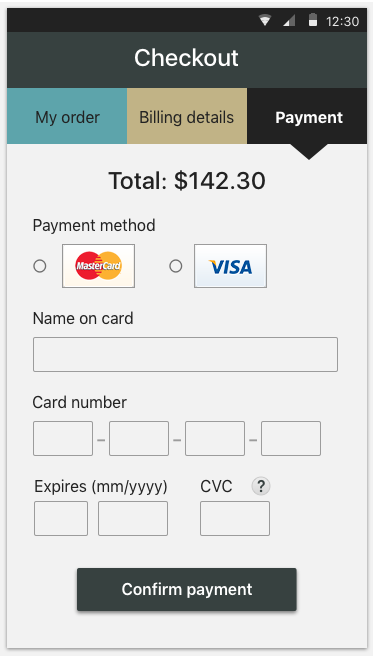 12:30
Checkout
My order
Billing details
Payment
Total: $142.30
Payment method
MasterCard
VISA
Name on card
Card number
Expires (mm/yyyy)
CVC
?
Confirm payment